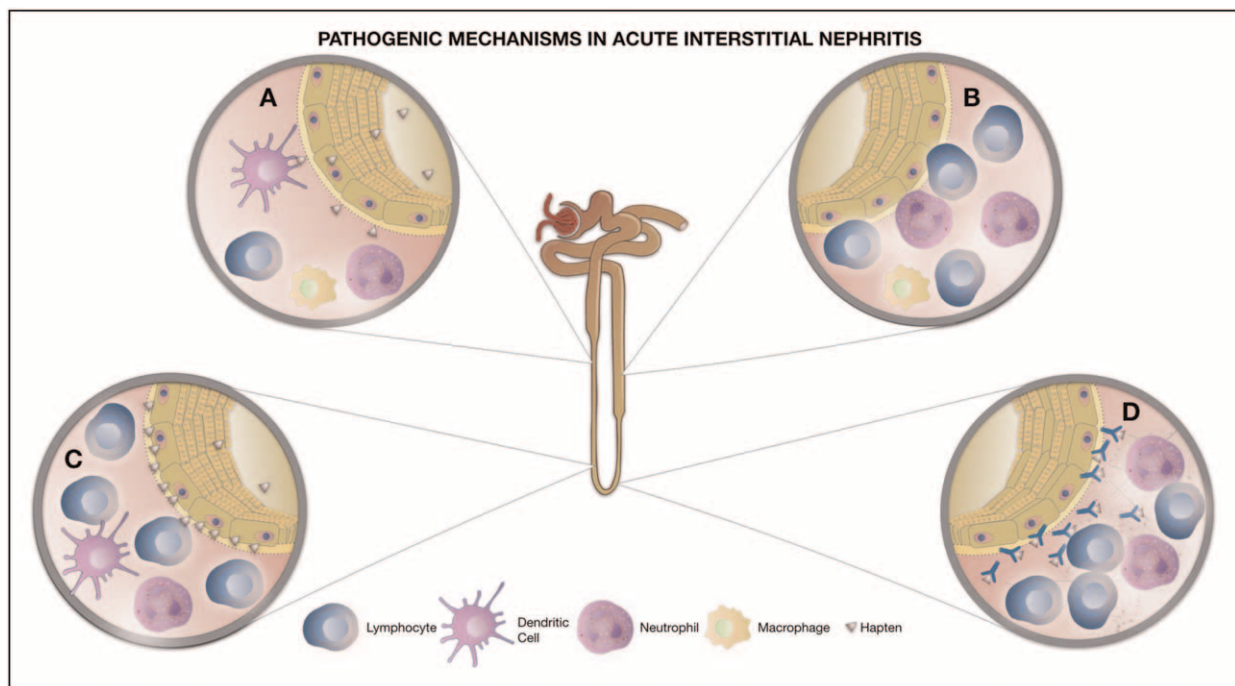 PATHOGENIC MECHANISMS IN ACUTE INTERSTITIAL NEPHRITIS
A
B
C
D
Lymphocyte
Dendritic
Cell
Neutrophil
Macrophage
Hapten